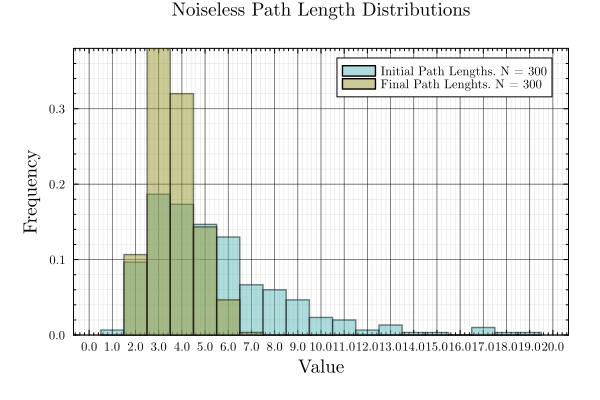 Noiseless Path Length Distributions
Initial Path Lengths. N = 300
Final Path Lenghts. N = 300
0.3
0.2
0.1
0.0
Frequency
0.0 1.0 2.0 3.0 4.0 5.0 6.0 7.0 8.0 9.0 10.0 11.0 12.0 13.0 14.0 15.0 16.0 17.0 18.0 19.0 20.0
Value